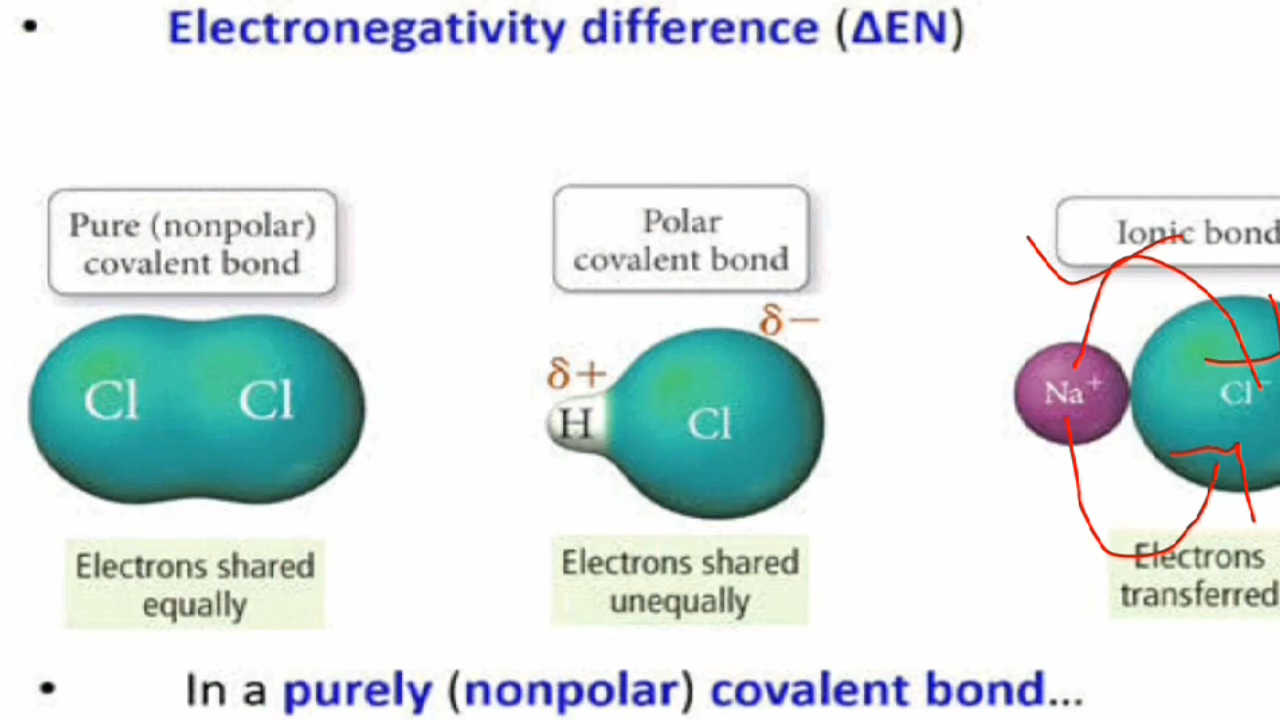 • Electronegativity difference (ΔEN)
Pure (nonpolar)
covalent bond
Polar
covalent bond
Ionic bond
δ−
δ+
Cl Cl
H Cl
Na⁺ Cl⁻
Electrons shared
equally
Electrons shared
unequally
Electrons
transferred
• In a purely (nonpolar) covalent bond...